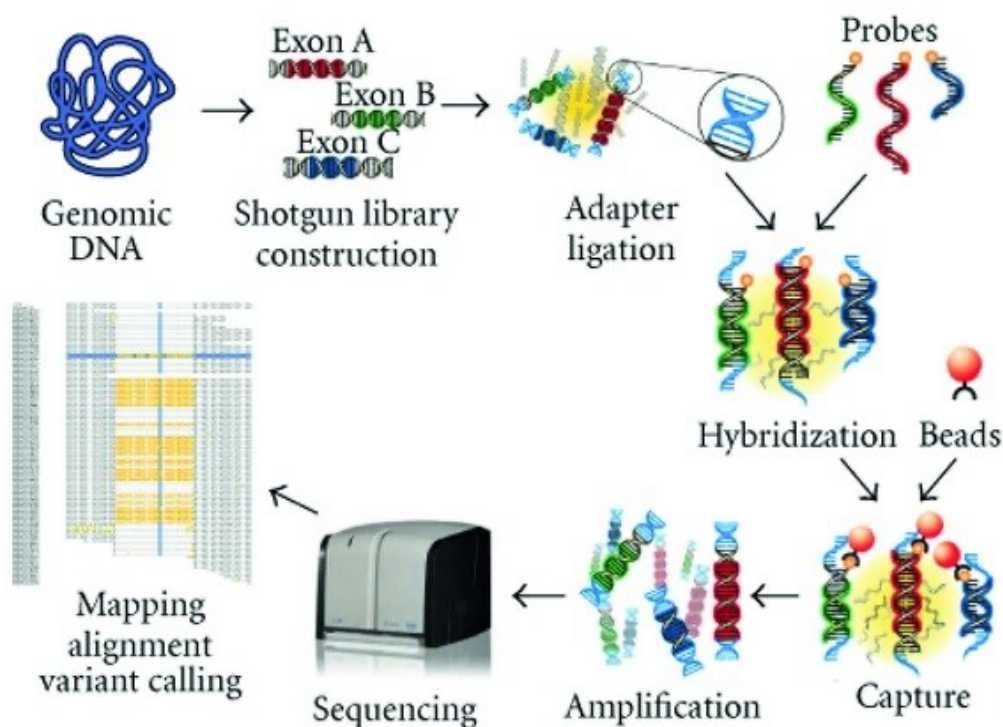 Exon A
Exon B
Exon C
Probes
Genomic
DNA
Shotgun library
construction
Adapter
ligation
Hybridization
Beads
Capture
Amplification
Sequencing
Mapping
alignment
variant calling